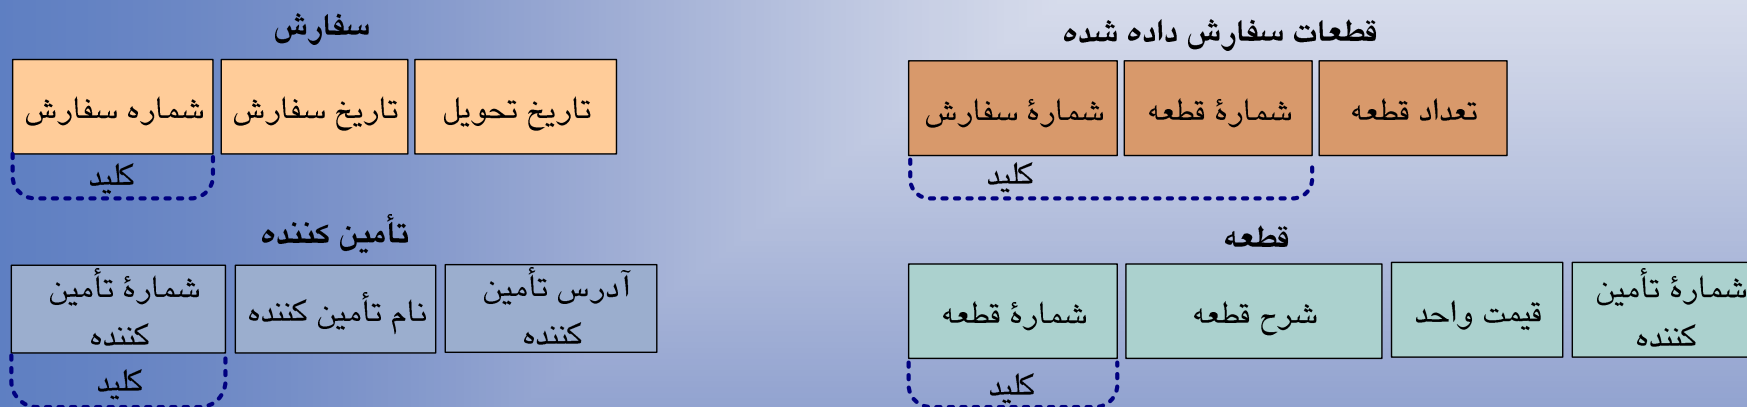 سفارش
شماره سفارش
تاریخ سفارش
تاریخ تحویل
کلید
قطعات سفارش داده شده
شمارهٔ سفارش
شمارهٔ قطعه
تعداد قطعه
کلید
تأمین کننده
شمارهٔ تأمین
کننده
نام تأمین کننده
آدرس تأمین
کننده
کلید
قطعه
شمارهٔ قطعه
شرح قطعه
قیمت واحد
شمارهٔ تأمین
کننده
کلید